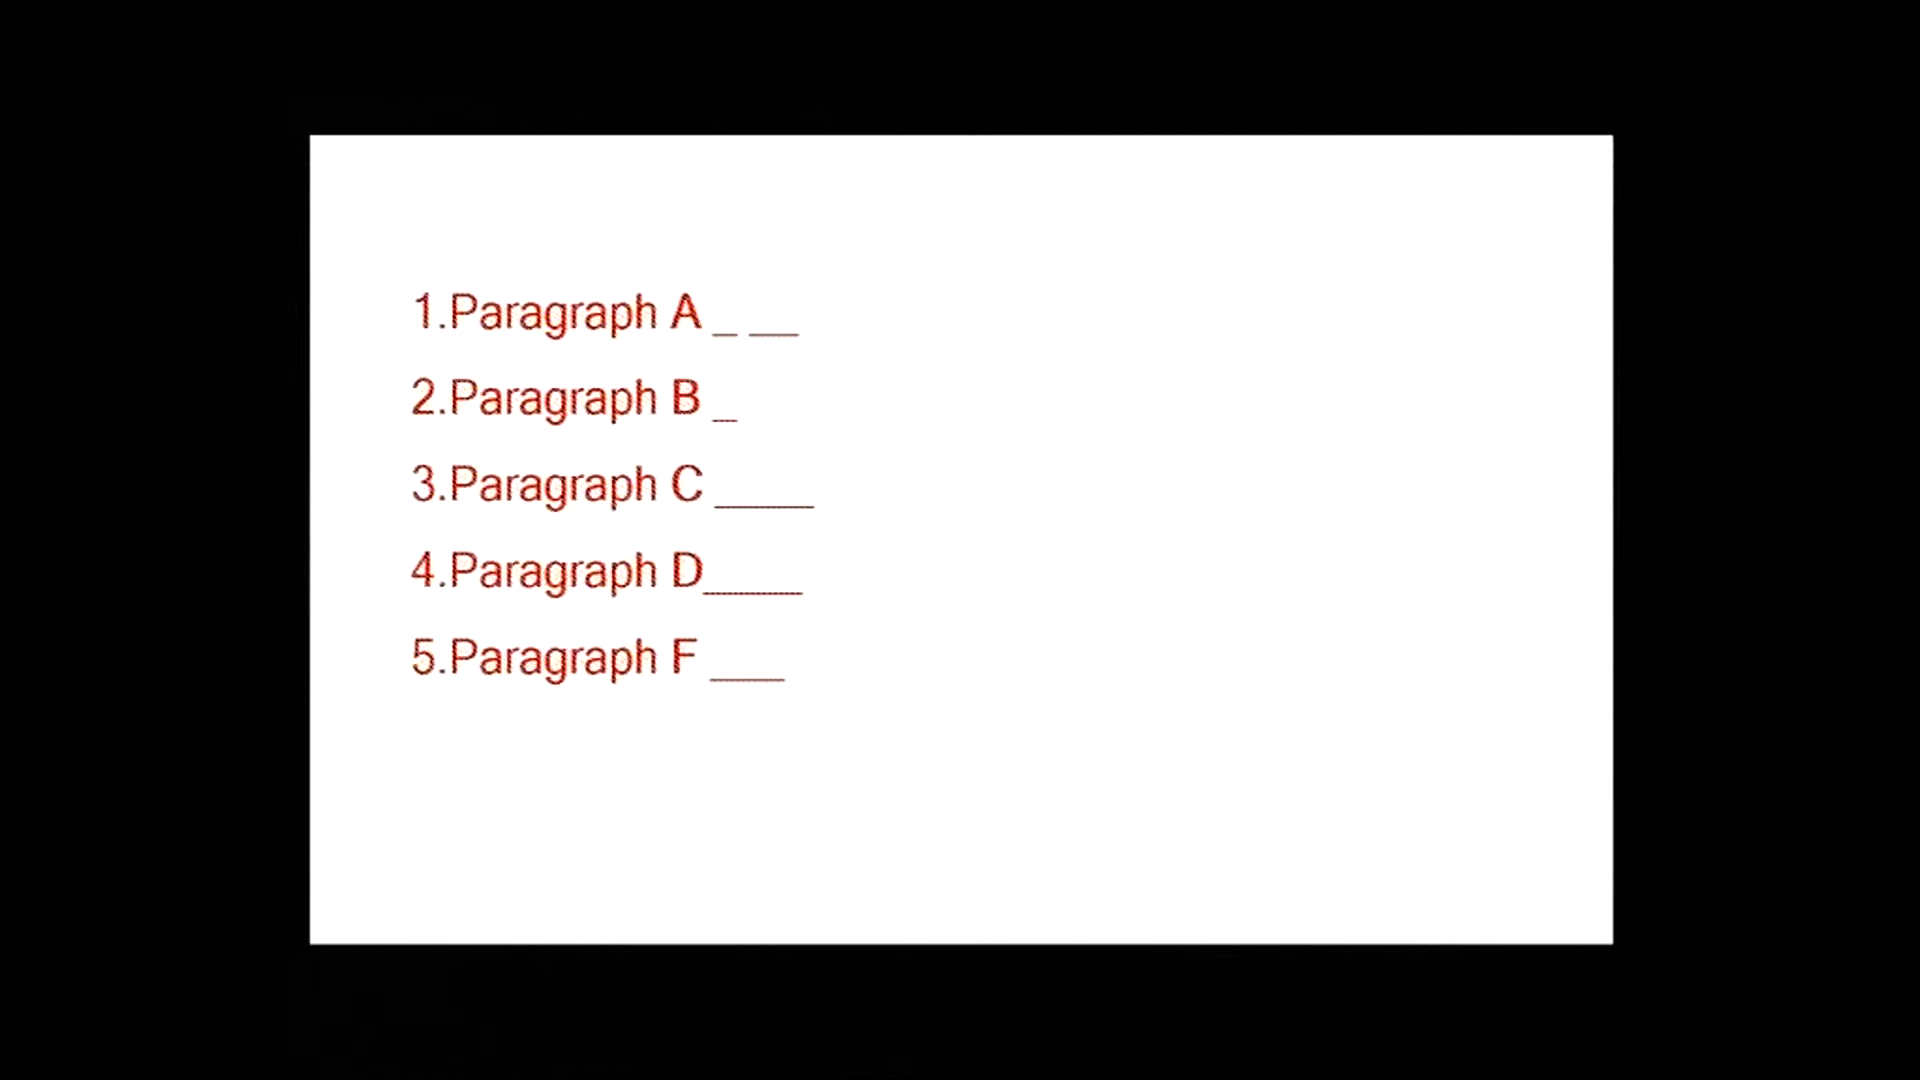 1.Paragraph A _ __
2.Paragraph B _
3.Paragraph C ____
4.Paragraph D____
5.Paragraph F ___